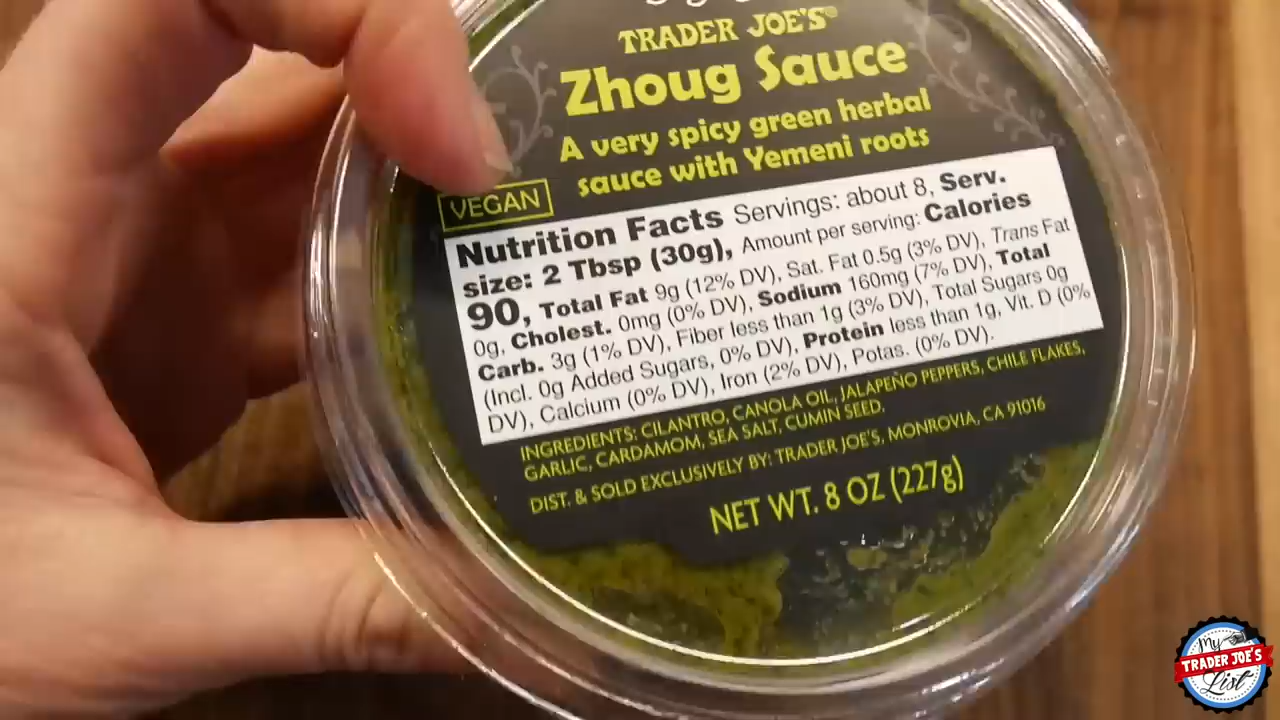 TRADER JOE'S®
Zhoug Sauce
A very spicy green herbal
sauce with Yemeni roots
VEGAN
Nutrition Facts Servings: about 8, Serv.
size: 2 Tbsp (30g), Amount per serving: Calories
90, Total Fat 9g (12% DV), Sat. Fat 0.5g (3% DV), Trans Fat
0g, Cholest. 0mg (0% DV), Sodium 160mg (7% DV), Total
Carb. 3g (1% DV), Fiber less than 1g (3% DV), Total Sugars 0g
(Incl. 0g Added Sugars, 0% DV), Protein less than 1g, Vit. D (0%
DV), Calcium (0% DV), Iron (2% DV), Potas. (0% DV).
INGREDIENTS: CILANTRO, CANOLA OIL, JALAPEÑO PEPPERS, CHILE FLAKES,
GARLIC, CARDAMOM, SEA SALT, CUMIN SEED.
DIST. & SOLD EXCLUSIVELY BY: TRADER JOE'S, MONROVIA, CA 91016
NET WT. 8 OZ (227g)
My
TRADER JOE'S
List